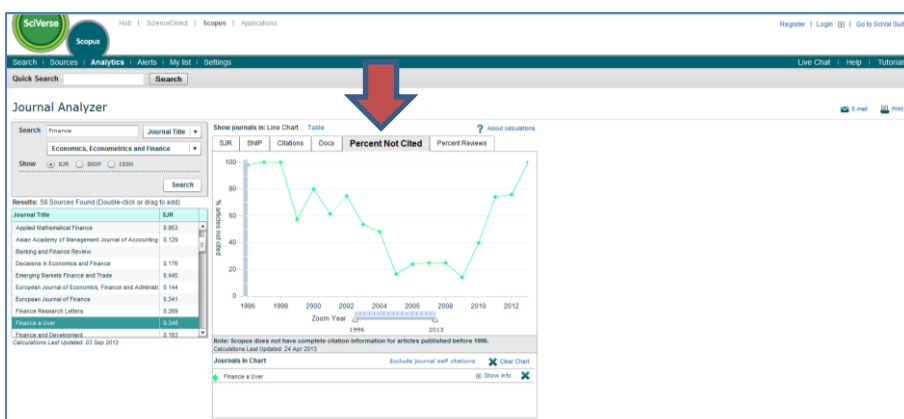 SciVerse
Scopus
Hub | ScienceDirect | Scopus | Applications
Register | Login | Go to SciVal Suit
Search | Sources | Analytics | Alerts | My list | Settings
Live Chat | Help | Tutorial
Quick Search Search
Journal Analyzer
E-mail Print
Search Finance Journal Title
Economics, Econometrics and Finance
Show SJR SNIP ISSN
Search
Results: 58 Sources Found (Double-click or drag to add)
Journal Title SJR
Applied Mathematical Finance 0.953
Asian Academy of Management Journal of Accounting 0.129
Banking and Finance Review
Decisions in Economics and Finance 0.176
Emerging Markets Finance and Trade 0.445
European Journal of Economics, Finance and Administr 0.144
European Journal of Finance 0.341
Finance Research Letters 0.289
Finance a Uver 0.348
Finance and Development 0.163
Calculations Last Updated: 03 Sep 2012
Show journals in: Line Chart Table
? About calculations
SJR SNIP Citations Docs Percent Not Cited Percent Reviews
% articles not cited
100
80
60
40
20
0
1996 1998 2000 2002 2004 2006 2008 2010 2012
Zoom Year
1996 2013
Note: Scopus does not have complete citation information for articles published before 1996.
Calculations Last Updated: 24 Apr 2013
Journals in Chart Exclude journal self citations Clear Chart
Finance a Uver Show info